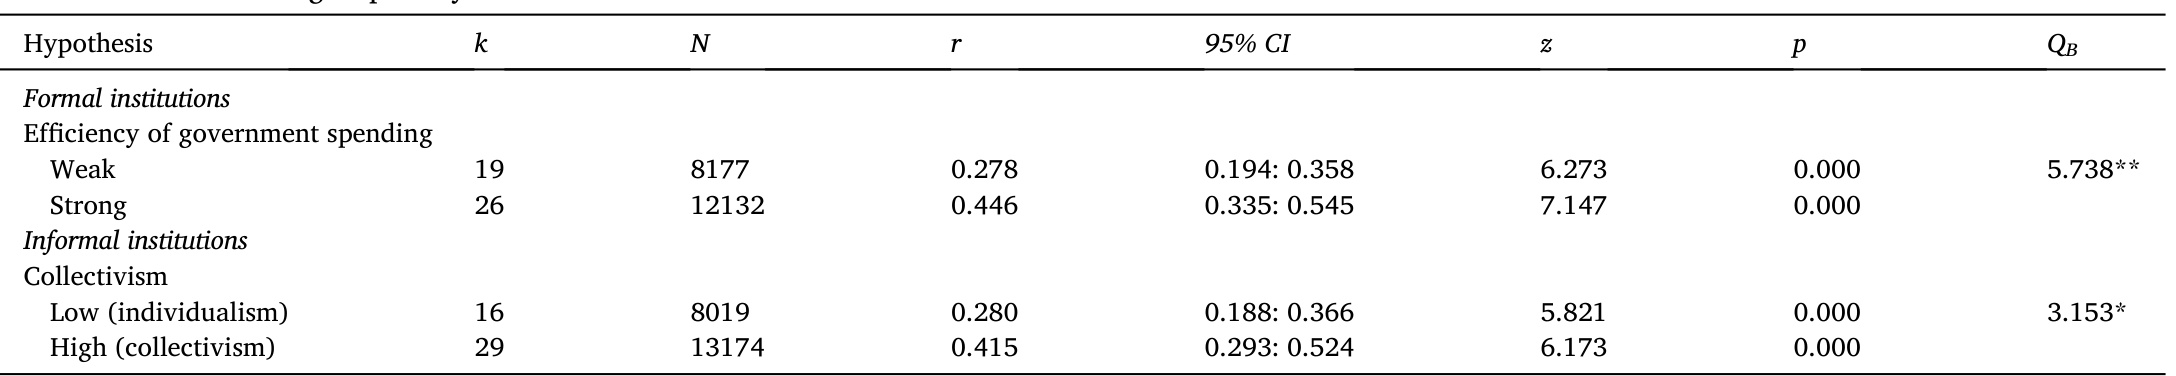 Hypothesis k N r 95% CI z p QB
Formal institutions
Efficiency of government spending
Weak 19 8177 0.278 0.194: 0.358 6.273 0.000 5.738**
Strong 26 12132 0.446 0.335: 0.545 7.147 0.000
Informal institutions
Collectivism
Low (individualism) 16 8019 0.280 0.188: 0.366 5.821 0.000 3.153*
High (collectivism) 29 13174 0.415 0.293: 0.524 6.173 0.000